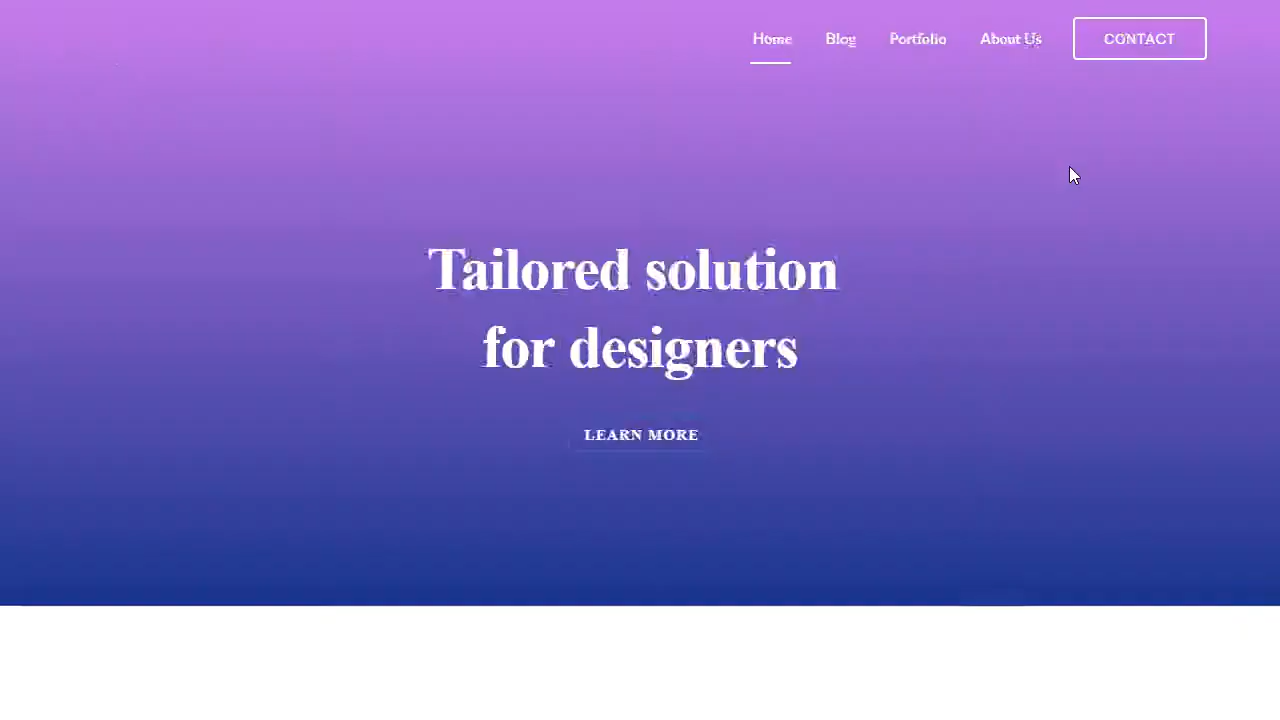 Home Blog Portfolio About Us CONTACT
Tailored solution
for designers
LEARN MORE